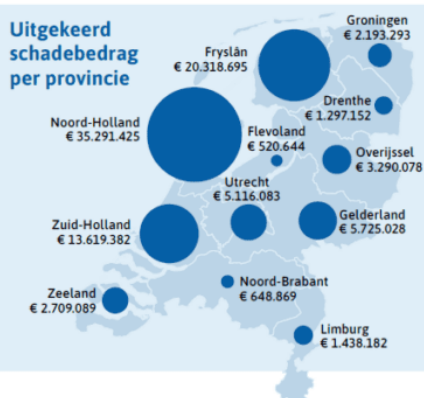 Uitgekeerd
schadebedrag
per provincie
Groningen
€ 2.193.293
Fryslân
€ 20.318.695
Drenthe
€ 1.297.152
Noord-Holland
€ 35.291.425
Flevoland
€ 520.644
Overijssel
€ 3.290.078
Utrecht
€ 5.116.083
Zuid-Holland
€ 13.619.382
Gelderland
€ 5.725.028
Zeeland
€ 2.709.089
Noord-Brabant
€ 648.869
Limburg
€ 1.438.182